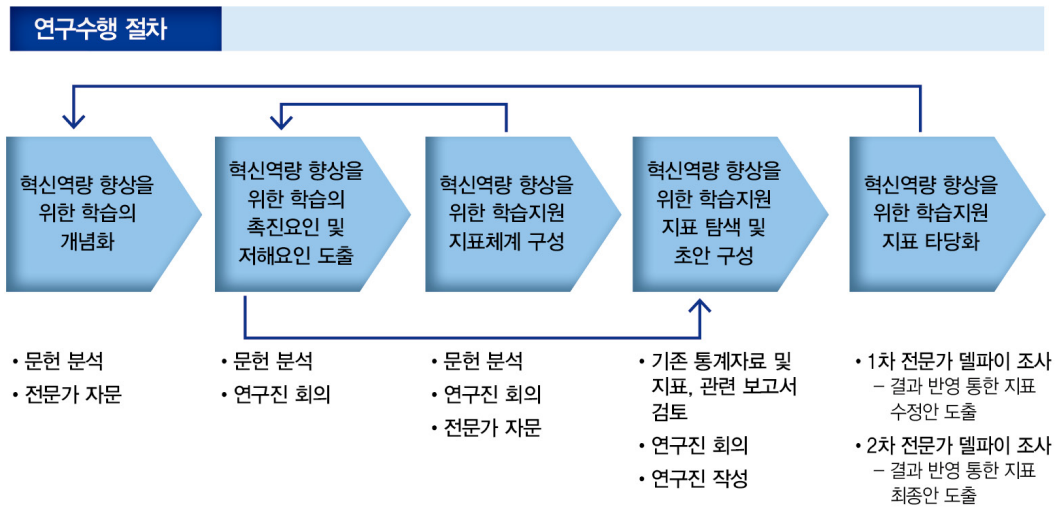 연구수행 절차
혁신역량 향상을
위한 학습의
개념화
혁신역량 향상을
위한 학습의
촉진요인 및
저해요인 도출
혁신역량 향상을
위한 학습지원
지표체계 구성
혁신역량 향상을
위한 학습지원
지표 탐색 및
초안 구성
혁신역량 향상을
위한 학습지원
지표 타당화
• 문헌 분석
• 전문가 자문
• 문헌 분석
• 연구진 회의
• 문헌 분석
• 연구진 회의
• 전문가 자문
• 기존 통계자료 및
지표, 관련 보고서
검토
• 연구진 회의
• 연구진 작성
• 1차 전문가 델파이 조사
– 결과 반영 통한 지표
수정안 도출
• 2차 전문가 델파이 조사
– 결과 반영 통한 지표
최종안 도출